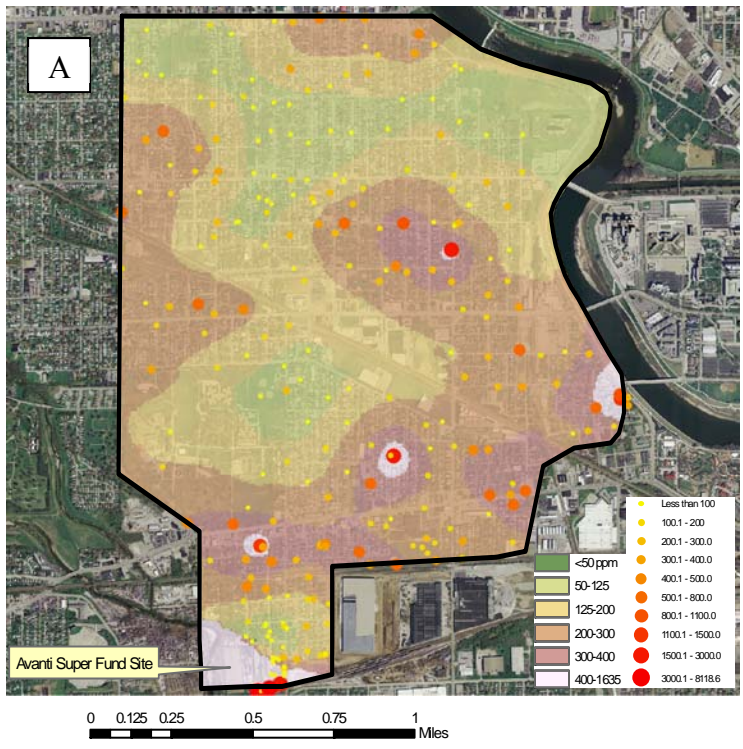 A
Less than 100
100.1 - 200
200.1 - 300.0
300.1 - 400.0
400.1 - 500.0
500.1 - 800.0
800.1 - 1100.0
1100.1 - 1500.0
1500.1 - 3000.0
3000.1 - 8118.6
<50 ppm
50-125
125-200
200-300
300-400
400-1635
Avanti Super Fund Site
0 0.125 0.25 0.5 0.75 1
Miles